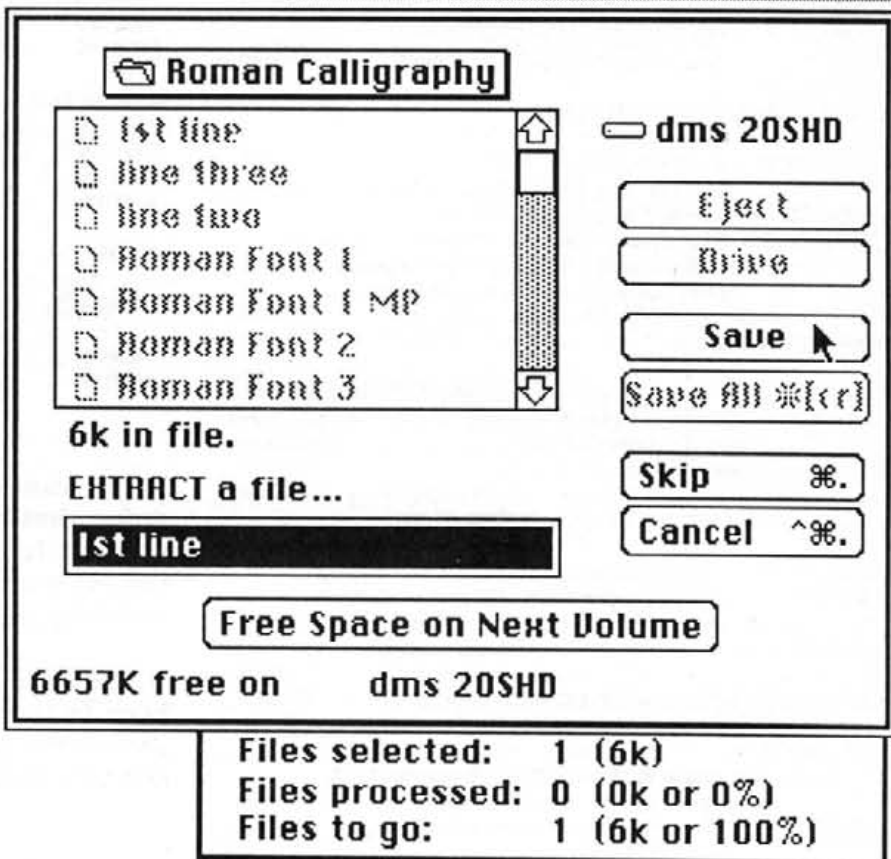 Roman Calligraphy
1st line
line three
line two
Roman Font 1
Roman Font 1 MP
Roman Font 2
Roman Font 3
6k in file.
EXTRACT a file...
1st line
dms 20SHD
Eject
Drive
Save
Save All ⌘[cr]
Skip ⌘.
Cancel ^⌘.
Free Space on Next Volume
6657K free on dms 20SHD
Files selected: 1 (6k)
Files processed: 0 (0k or 0%)
Files to go: 1 (6k or 100%)